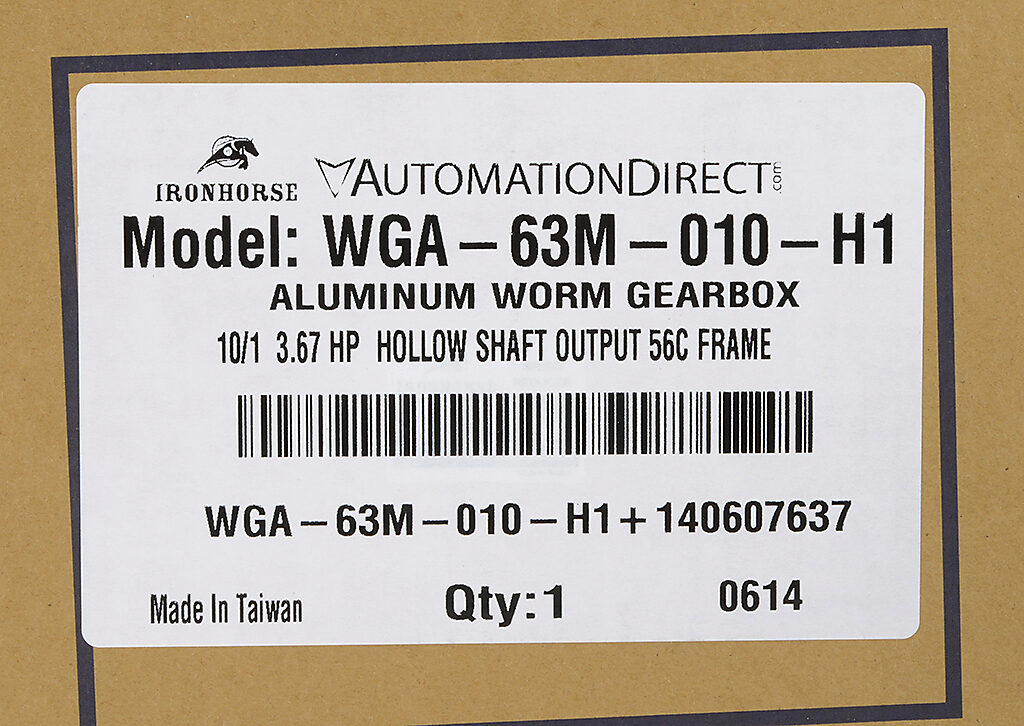 IRONHORSE
AUTOMATIONDIRECT.com
Model: WGA-63M-010-H1
ALUMINUM WORM GEARBOX
10/1 3.67 HP HOLLOW SHAFT OUTPUT 56C FRAME
WGA-63M-010-H1+140607637
Made In Taiwan Qty:1 0614